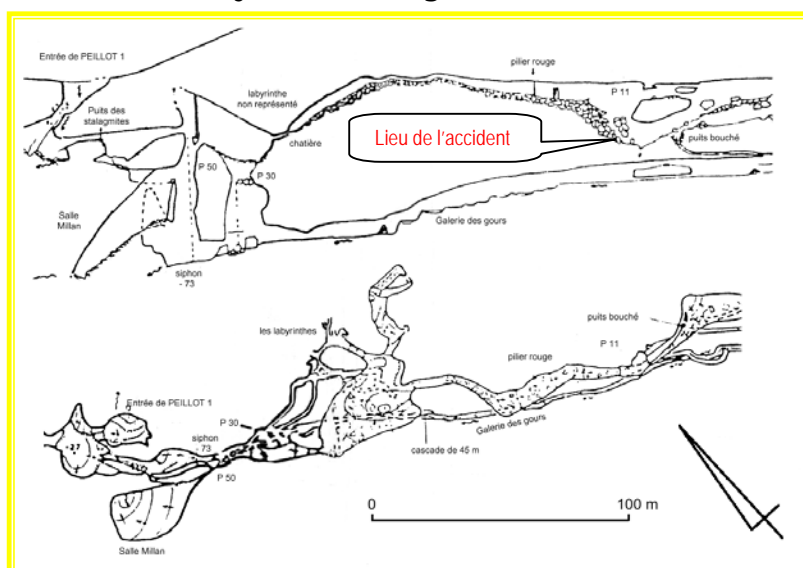 Entrée de PEILLOT 1
Puits des
stalagmites
labyrinthe
non représenté
chatière
pilier rouge
P 11
Lieu de l'accident
puits bouché
P 50
P 30
Salle
Millan
siphon
- 73
Galerie des gours
les labyrinthes
puits bouché
P 11
pilier rouge
Entrée de PEILLOT 1
P 30
siphon
- 73
-27
P 50
Galerie des gours
cascade de 45 m
Salle Millan
0
100 m